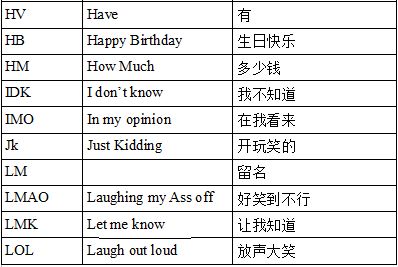 HV Have 有
HB Happy Birthday 生日快乐
HM How Much 多少钱
IDK I don’t know 我不知道
IMO In my opinion 在我看来
Jk Just Kidding 开玩笑的
LM 留名
LMAO Laughing my Ass off 好笑到不行
LMK Let me know 让我知道
LOL Laugh out loud 放声大笑